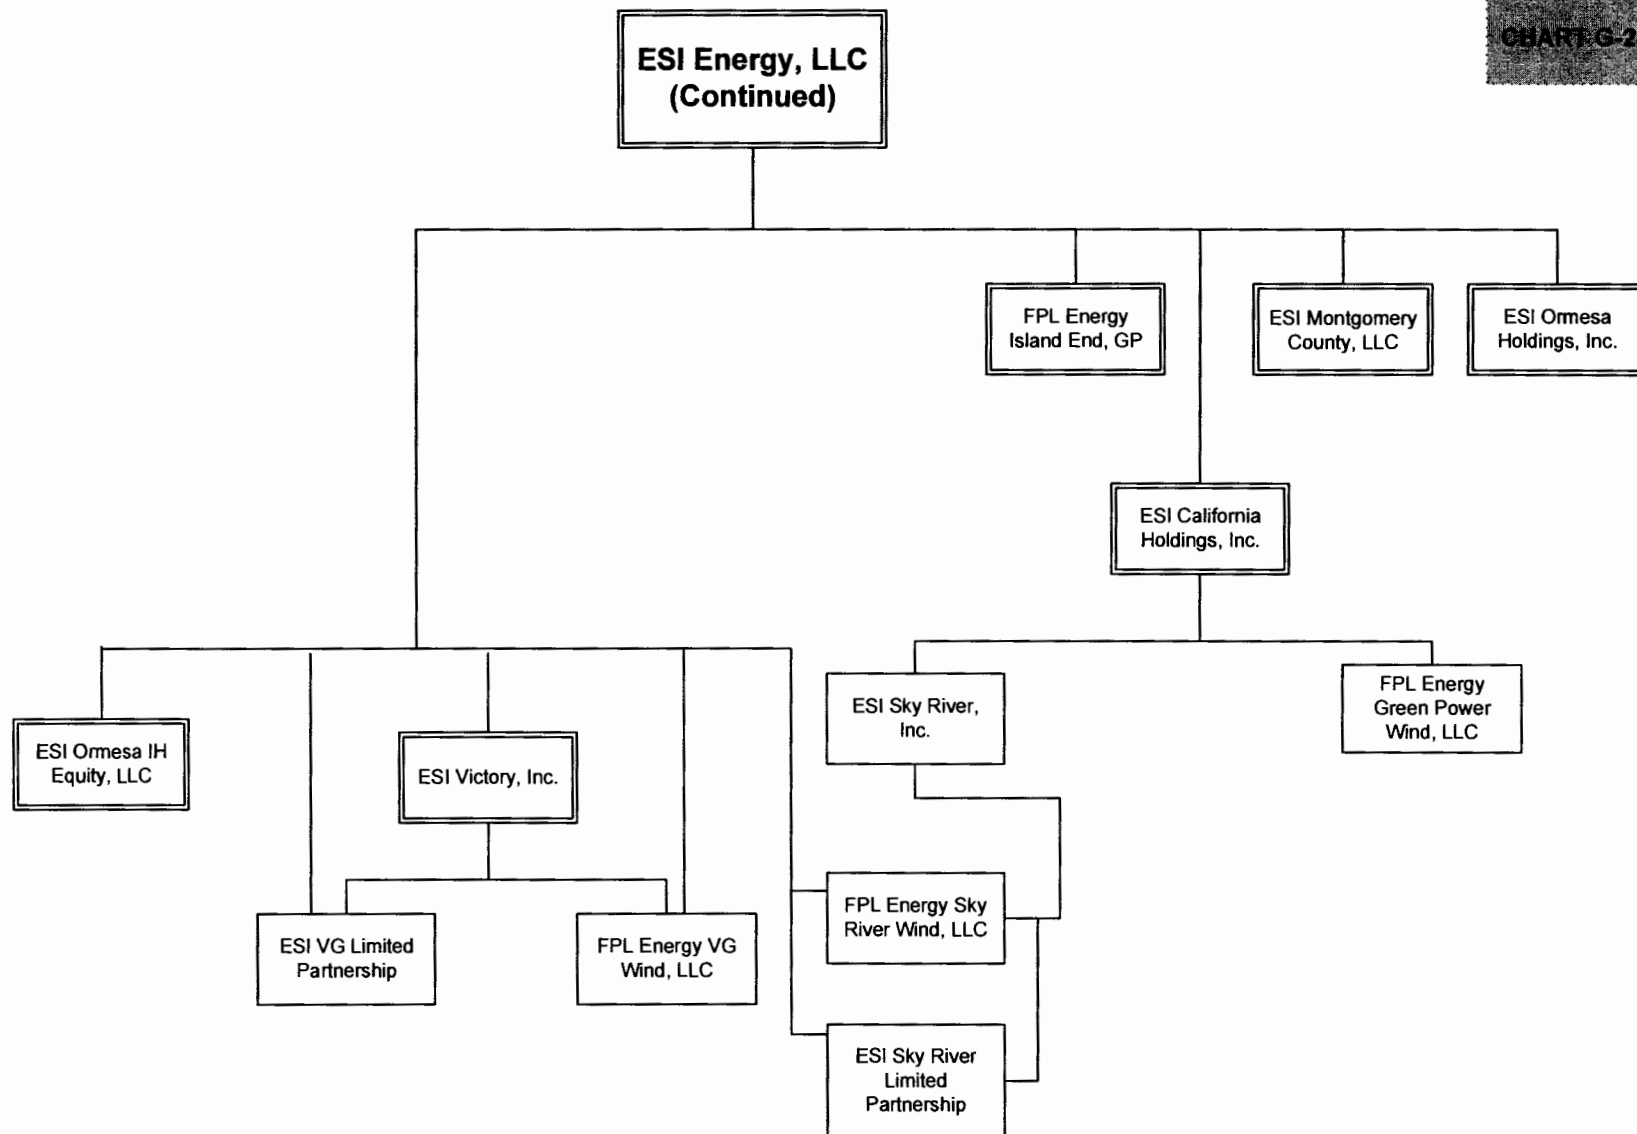 CHART G-2
ESI Energy, LLC
(Continued)
FPL Energy
Island End, GP
ESI Montgomery
County, LLC
ESI Ormesa
Holdings, Inc.
ESI California
Holdings, Inc.
ESI Sky River,
Inc.
FPL Energy
Green Power
Wind, LLC
ESI Ormesa IH
Equity, LLC
ESI Victory, Inc.
FPL Energy Sky
River Wind, LLC
ESI VG Limited
Partnership
FPL Energy VG
Wind, LLC
ESI Sky River
Limited
Partnership